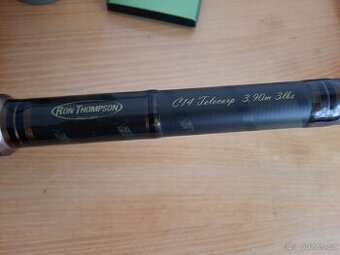 RON THOMPSON
C14 Telecarp 3.90m 3lbs